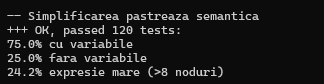 -- Simplificarea pastreaza semantica
+++ OK, passed 120 tests:
75.0% cu variabile
25.0% fara variabile
24.2% expresie mare (>8 noduri)